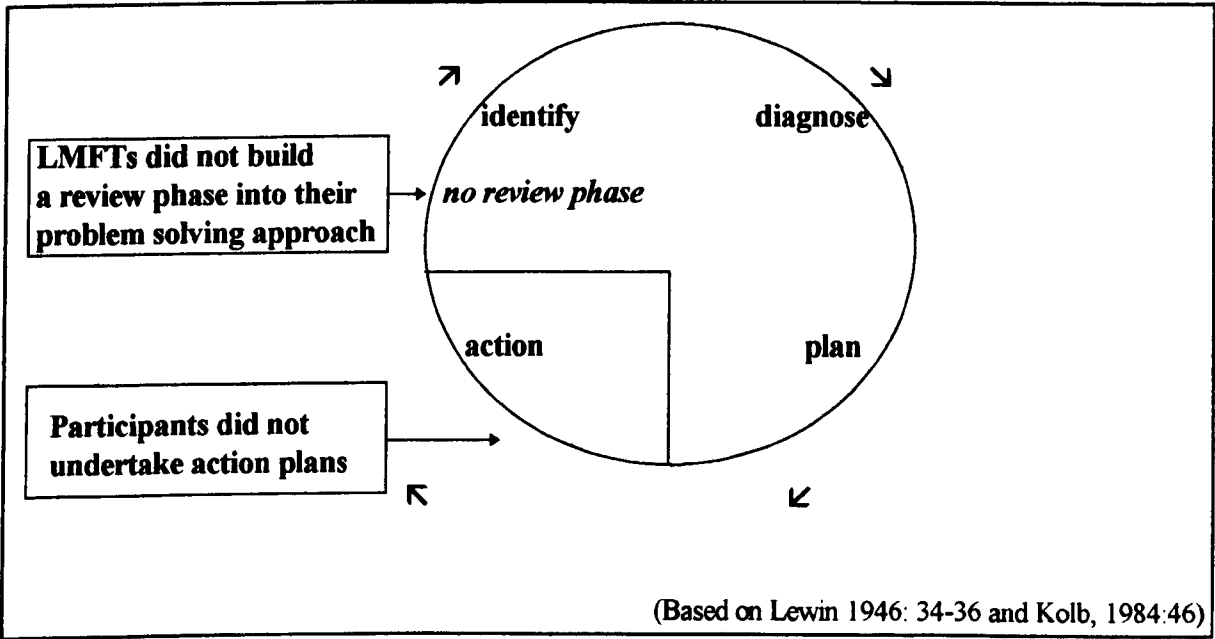 identify
diagnose
LMFTs did not build
a review phase into their
problem solving approach
no review phase
action
plan
Participants did not
undertake action plans
(Based on Lewin 1946: 34-36 and Kolb, 1984:46)